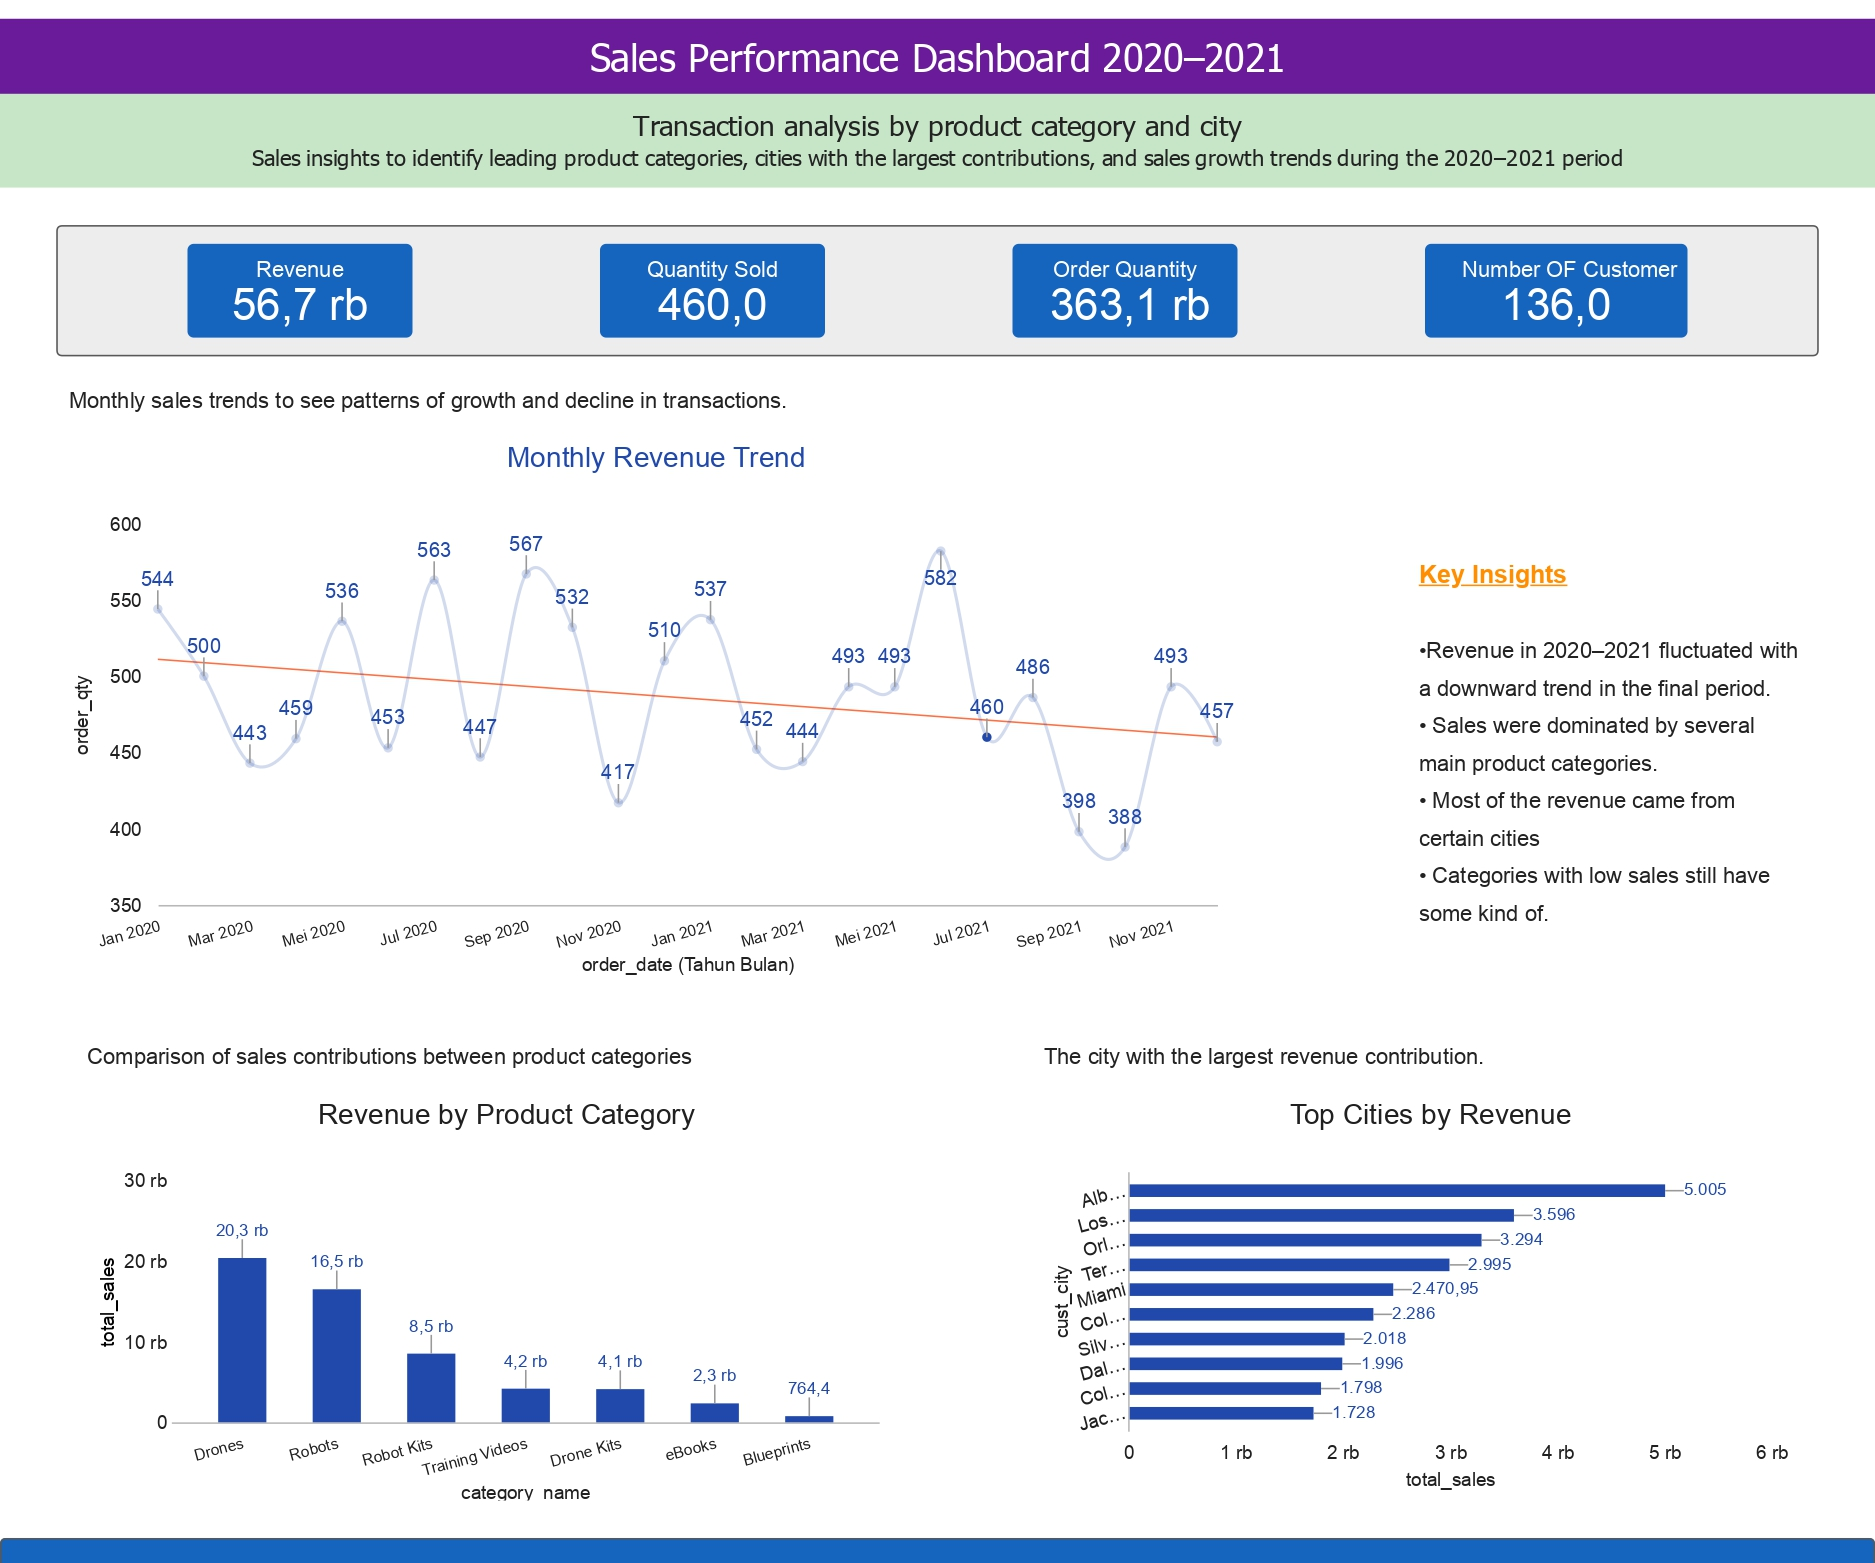 Sales Performance Dashboard 2020–2021
Transaction analysis by product category and city
Sales insights to identify leading product categories, cities with the largest contributions, and sales growth trends during the 2020–2021 period
Revenue
56,7 rb
Quantity Sold
460,0
Order Quantity
363,1 rb
Number OF Customer
136,0
Monthly sales trends to see patterns of growth and decline in transactions.
Monthly Revenue Trend
order_qty
600
550
500
450
400
350
544
500
443
459
536
453
563
447
567
532
417
510
537
452
444
493
493
582
460
486
398
388
493
457
Jan 2020
Mar 2020
Mei 2020
Jul 2020
Sep 2020
Nov 2020
Jan 2021
Mar 2021
Mei 2021
Jul 2021
Sep 2021
Nov 2021
order_date (Tahun Bulan)
Key Insights
•Revenue in 2020–2021 fluctuated with
a downward trend in the final period.
• Sales were dominated by several
main product categories.
• Most of the revenue came from
certain cities
• Categories with low sales still have
some kind of.
Comparison of sales contributions between product categories
Revenue by Product Category
total_sales
30 rb
20 rb
10 rb
0
20,3 rb
16,5 rb
8,5 rb
4,2 rb
4,1 rb
2,3 rb
764,4
Drones
Robots
Robot Kits
Training Videos
Drone Kits
eBooks
Blueprints
category_name
The city with the largest revenue contribution.
Top Cities by Revenue
cust_city
Alb... 5.005
Los... 3.596
Orl... 3.294
Ter... 2.995
Miami 2.470,95
Col... 2.286
Silv... 2.018
Dal... 1.996
Col... 1.798
Jac... 1.728
0
1 rb
2 rb
3 rb
4 rb
5 rb
6 rb
total_sales